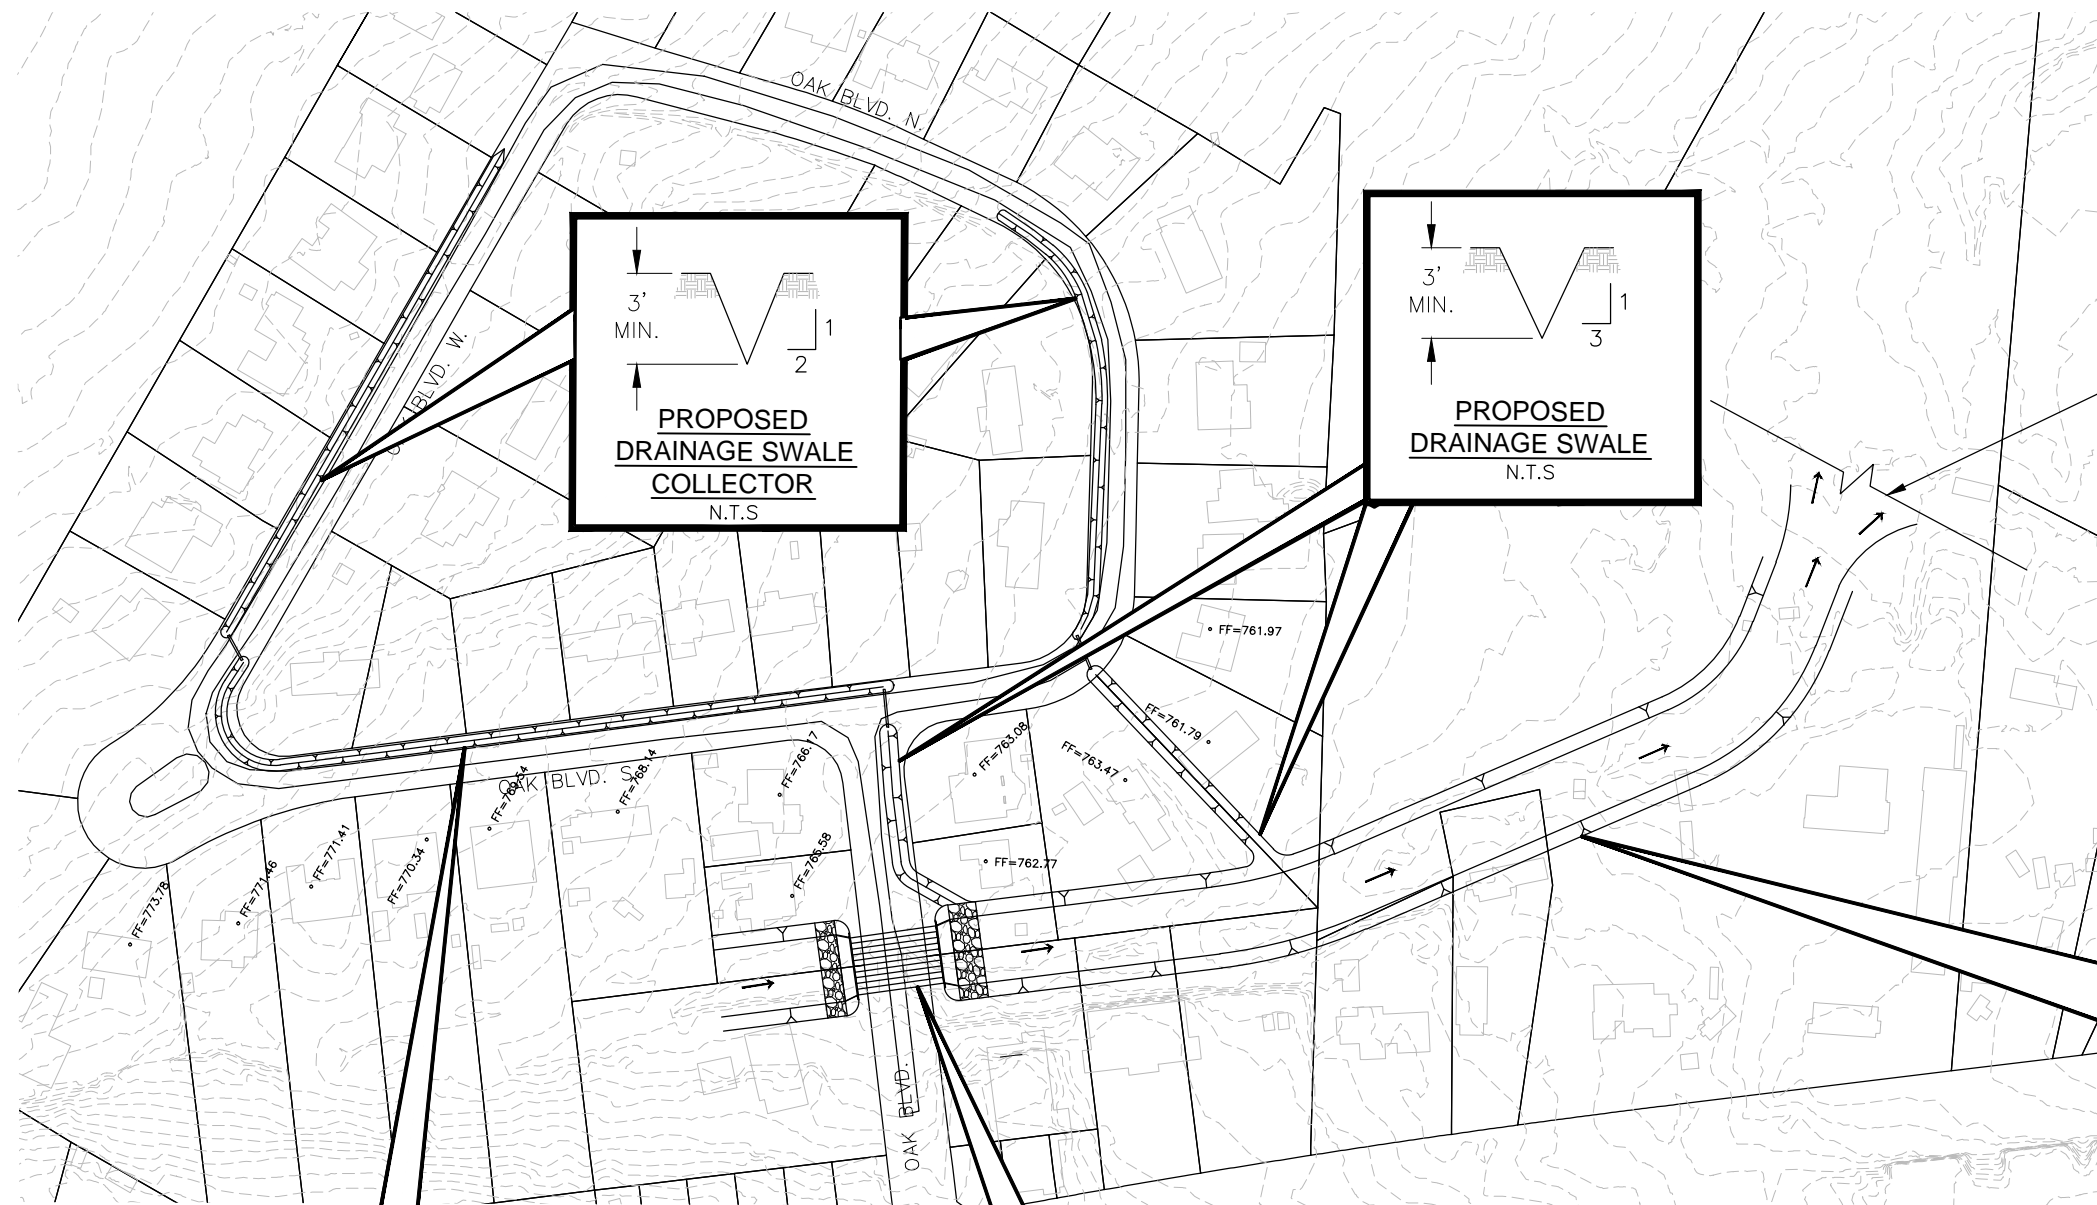 OAK BLVD. N.
3'
MIN.
1
2
PROPOSED
DRAINAGE SWALE
COLLECTOR
N.T.S
3'
MIN.
1
3
PROPOSED
DRAINAGE SWALE
N.T.S
BLVD. W.
FF=761.97
FF=761.79
FF=763.08
FF=763.47
FF=766.17
OAK BLVD. S.
FF=768.14
FF=762.77
FF=765.58
FF=771.41
FF=770.34
FF=771.46
FF=773.78
OAK BLVD.